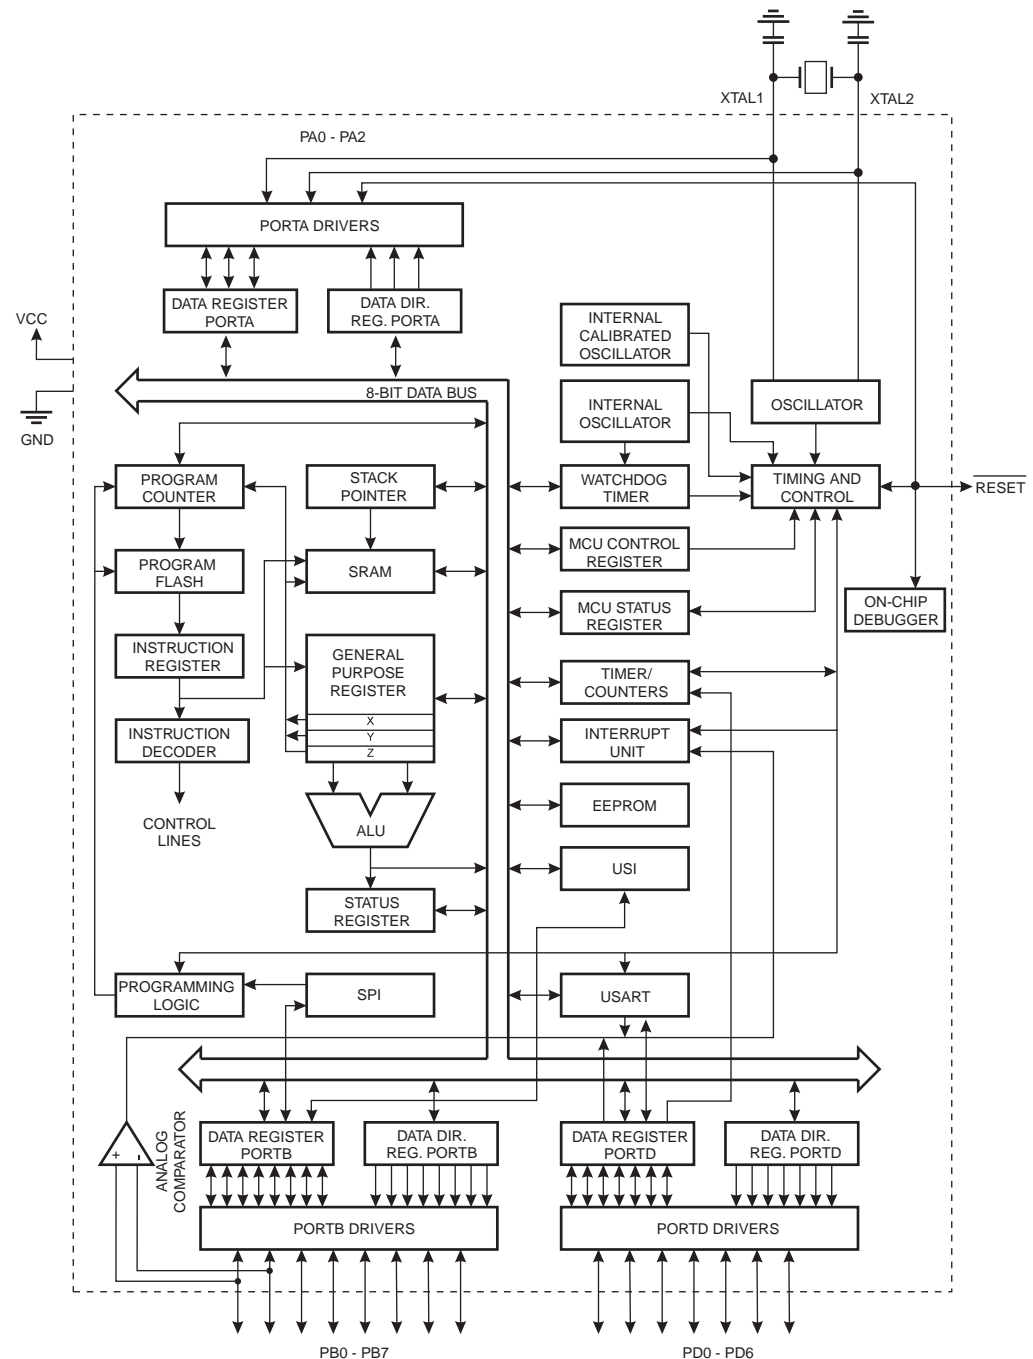 XTAL1
XTAL2
PA0 - PA2
PORTA DRIVERS
DATA REGISTER
PORTA
DATA DIR.
REG. PORTA
VCC
GND
8-BIT DATA BUS
INTERNAL
CALIBRATED
OSCILLATOR
INTERNAL
OSCILLATOR
OSCILLATOR
PROGRAM
COUNTER
STACK
POINTER
WATCHDOG
TIMER
TIMING AND
CONTROL
RESET
PROGRAM
FLASH
SRAM
MCU CONTROL
REGISTER
MCU STATUS
REGISTER
ON-CHIP
DEBUGGER
INSTRUCTION
REGISTER
GENERAL
PURPOSE
REGISTER
X
Y
Z
TIMER/
COUNTERS
INSTRUCTION
DECODER
INTERRUPT
UNIT
CONTROL
LINES
ALU
EEPROM
USI
STATUS
REGISTER
PROGRAMMING
LOGIC
SPI
USART
+
-
ANALOG
COMPARATOR
DATA REGISTER
PORTB
DATA DIR.
REG. PORTB
DATA REGISTER
PORTD
DATA DIR.
REG. PORTD
PORTB DRIVERS
PORTD DRIVERS
PB0 - PB7
PD0 - PD6